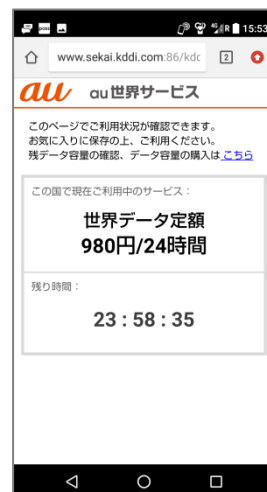 15:53
www.sekai.kddi.com:86/kdc
2
au
au世界サービス
このページでご利用状況が確認できます。
お気に入りに保存の上、ご利用ください。
残データ容量の確認、データ容量の購入は こちら
この国で現在ご利用中のサービス：
世界データ定額
980円/24時間
残り時間：
23 : 58 : 35